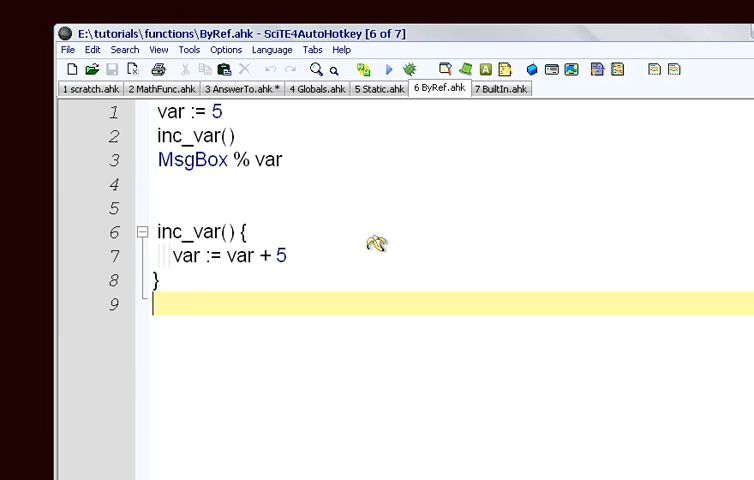 E:\tutorials\functions\ByRef.ahk - SciTE4AutoHotkey [6 of 7]
File Edit Search View Tools Options Language Tabs Help
1 scratch.ahk 2 MathFunc.ahk 3 AnswerTo.ahk * 4 Globals.ahk 5 Static.ahk 6 ByRef.ahk 7 BuiltIn.ahk
1 var := 5
2 inc_var()
3 MsgBox % var
4
5
6 inc_var() {
7 var := var + 5
8 }
9